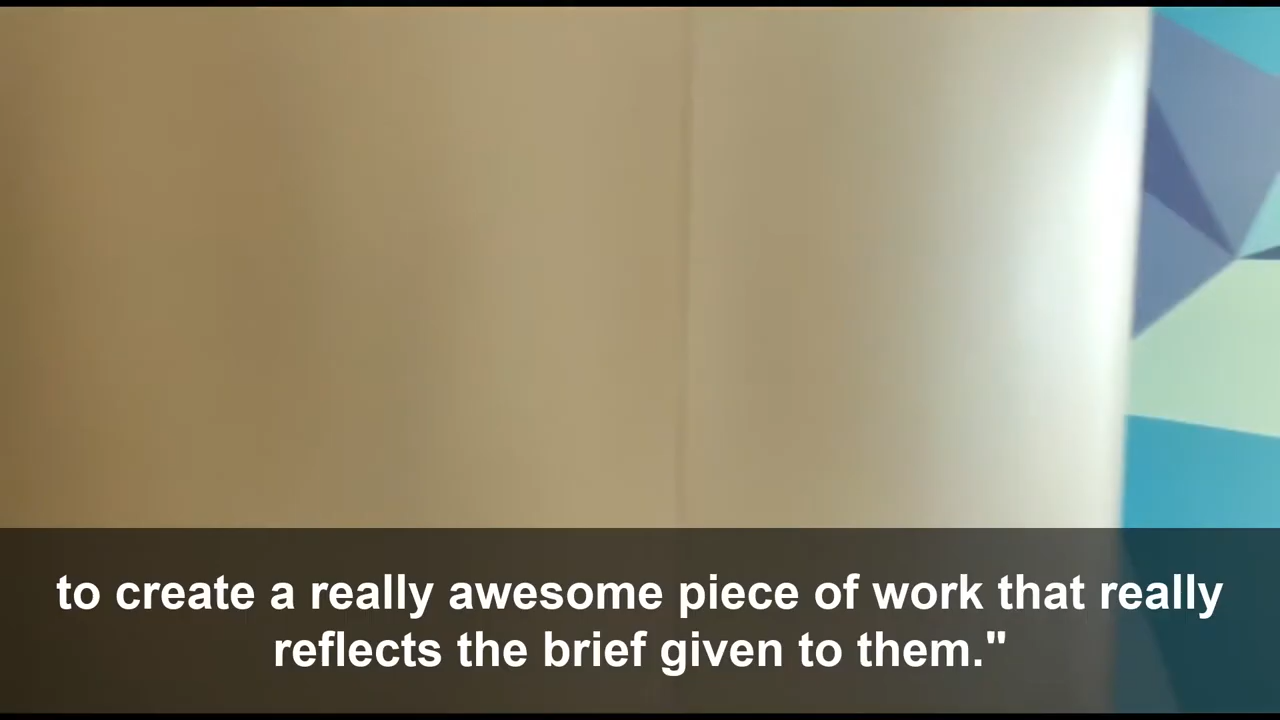 to create a really awesome piece of work that really
reflects the brief given to them."